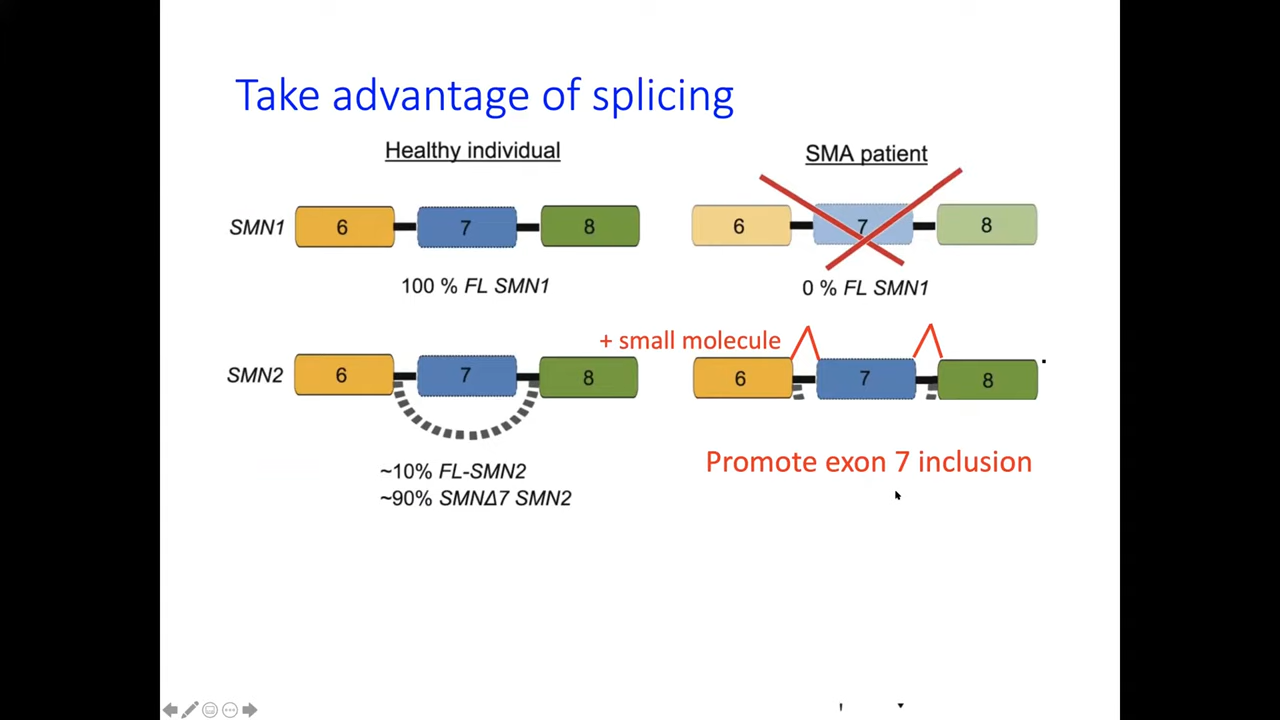 Take advantage of splicing
Healthy individual
SMA patient
SMN1
6
7
8
6
7
8
100 % FL SMN1
0 % FL SMN1
+ small molecule
SMN2
6
7
8
6
7
8
~10% FL-SMN2
~90% SMNΔ7 SMN2
Promote exon 7 inclusion